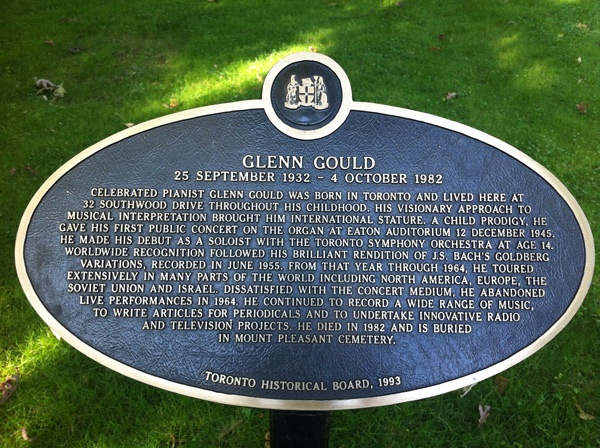 GLENN GOULD
25 SEPTEMBER 1932 - 4 OCTOBER 1982
CELEBRATED PIANIST GLENN GOULD WAS BORN IN TORONTO AND LIVED HERE AT
32 SOUTHWOOD DRIVE THROUGHOUT HIS CHILDHOOD. HIS VISIONARY APPROACH TO
MUSICAL INTERPRETATION BROUGHT HIM INTERNATIONAL STATURE. A CHILD PRODIGY, HE
GAVE HIS FIRST PUBLIC CONCERT ON THE ORGAN AT EATON AUDITORIUM 12 DECEMBER 1945.
HE MADE HIS DEBUT AS A SOLOIST WITH THE TORONTO SYMPHONY ORCHESTRA AT AGE 14.
WORLDWIDE RECOGNITION FOLLOWED HIS BRILLIANT RENDITION OF J.S. BACH'S GOLDBERG
VARIATIONS, RECORDED IN JUNE 1955. FROM THAT YEAR THROUGH 1964, HE TOURED
EXTENSIVELY IN MANY PARTS OF THE WORLD INCLUDING NORTH AMERICA, EUROPE, THE
SOVIET UNION AND ISRAEL. DISSATISFIED WITH THE CONCERT MEDIUM, HE ABANDONED
LIVE PERFORMANCES IN 1964. HE CONTINUED TO RECORD A WIDE RANGE OF MUSIC,
TO WRITE ARTICLES FOR PERIODICALS AND TO UNDERTAKE INNOVATIVE RADIO
AND TELEVISION PROJECTS. HE DIED IN 1982 AND IS BURIED
IN MOUNT PLEASANT CEMETERY.
TORONTO HISTORICAL BOARD, 1993